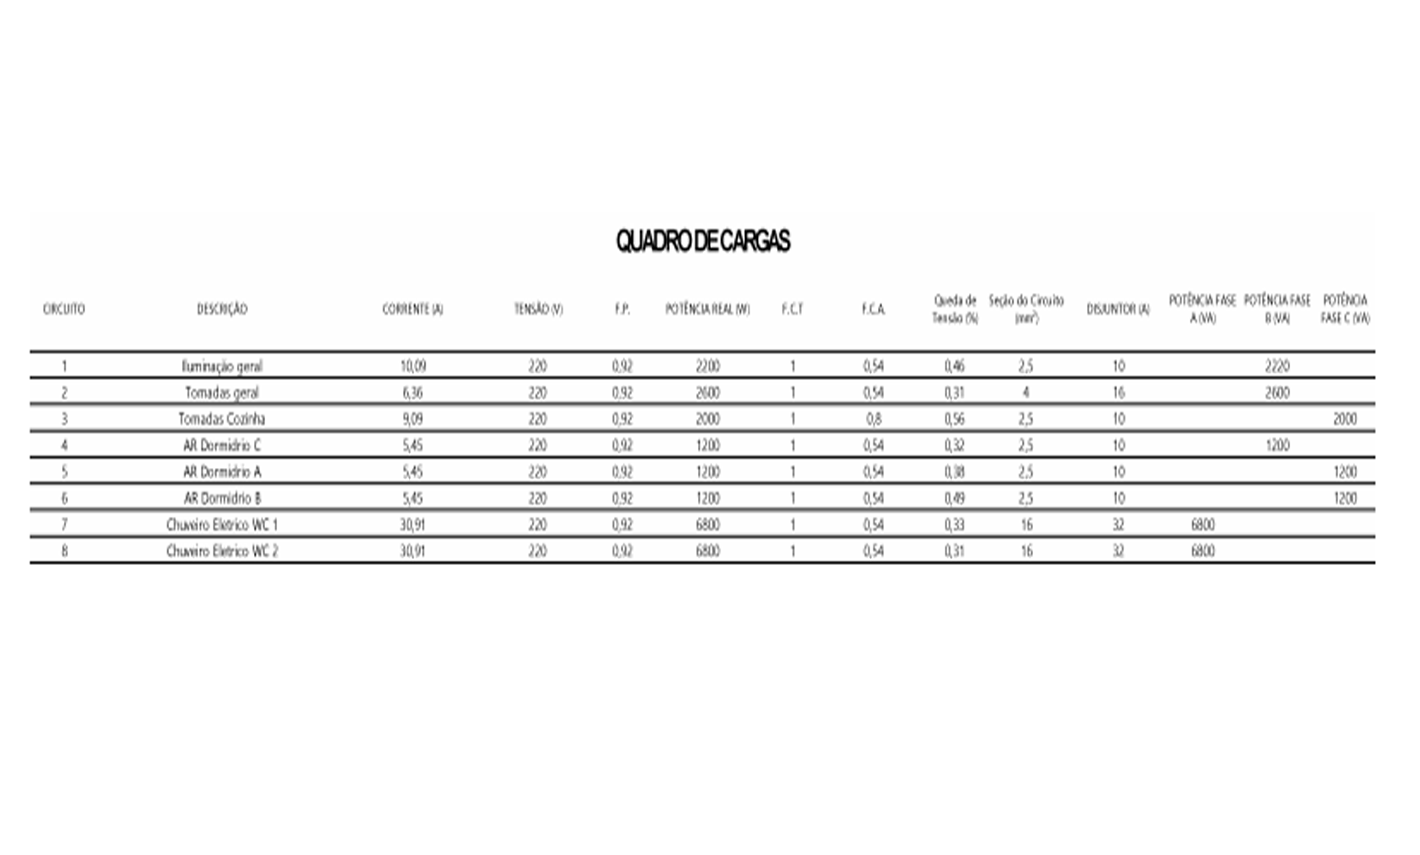 QUADRO DE CARGAS
CIRCUITO DESCRIÇÃO CORRENTE (A) TENSÃO (V) F.P. POTÊNCIA REAL (W) F.C.T F.C.A. Queda de Tensão (%) Seção do Circuito (mm²) DISJUNTOR (A) POTÊNCIA FASE A (VA) POTÊNCIA FASE B (VA) POTÊNCIA FASE C (VA)
1 Iluminação geral 10,09 220 0,92 2200 1 0,54 0,46 2,5 10 2220
2 Tomadas geral 6,36 220 0,92 2600 1 0,54 0,31 4 16 2600
3 Tomadas Cozinha 9,09 220 0,92 2000 1 0,8 0,56 2,5 10 2000
4 AR Dormidrio C 5,45 220 0,92 1200 1 0,54 0,32 2,5 10 1200
5 AR Dormidrio A 5,45 220 0,92 1200 1 0,54 0,38 2,5 10 1200
6 AR Dormidrio B 5,45 220 0,92 1200 1 0,54 0,49 2,5 10 1200
7 Chuveiro Eletrico WC 1 30,91 220 0,92 6800 1 0,54 0,33 16 32 6800
8 Chuveiro Eletrico WC 2 30,91 220 0,92 6800 1 0,54 0,31 16 32 6800